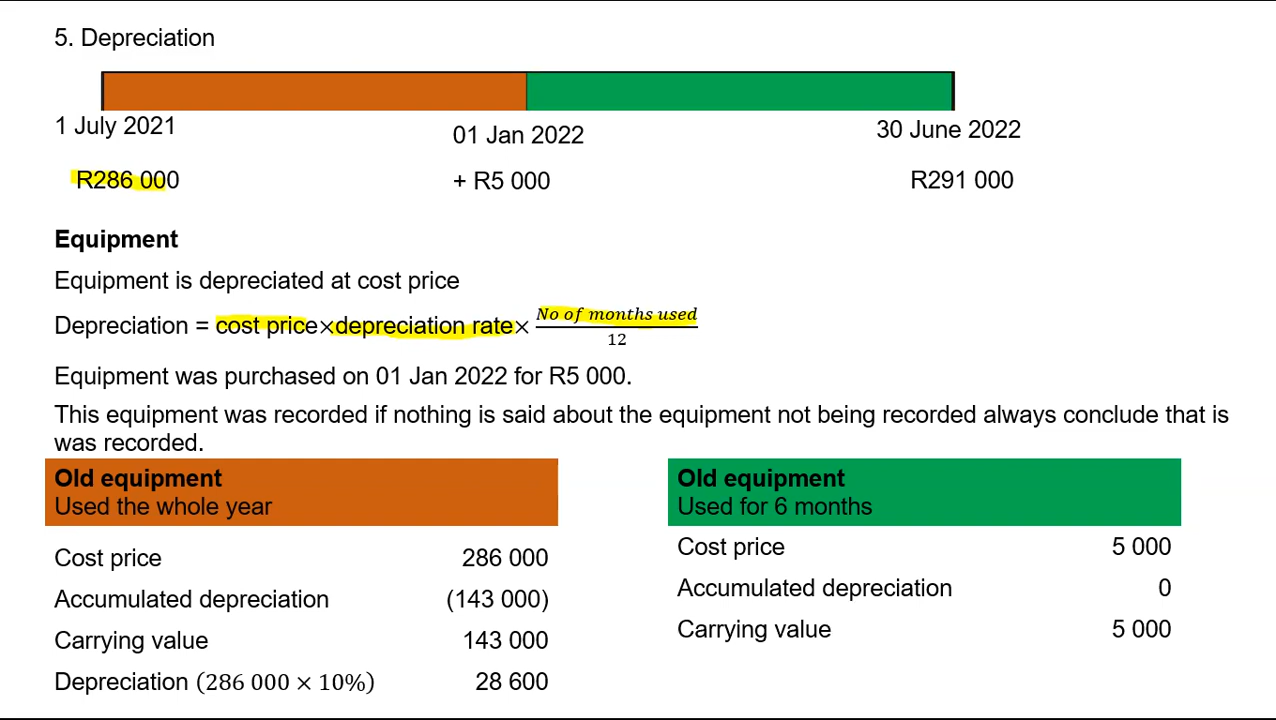 5. Depreciation
1 July 2021
01 Jan 2022
30 June 2022
R286 000
+ R5 000
R291 000
Equipment
Equipment is depreciated at cost price
Depreciation = cost price×depreciation rate× No of months used / 12
Equipment was purchased on 01 Jan 2022 for R5 000.
This equipment was recorded if nothing is said about the equipment not being recorded always conclude that is
was recorded.
Old equipment
Used the whole year
Cost price 286 000
Accumulated depreciation (143 000)
Carrying value 143 000
Depreciation (286 000 × 10%) 28 600
Old equipment
Used for 6 months
Cost price 5 000
Accumulated depreciation 0
Carrying value 5 000